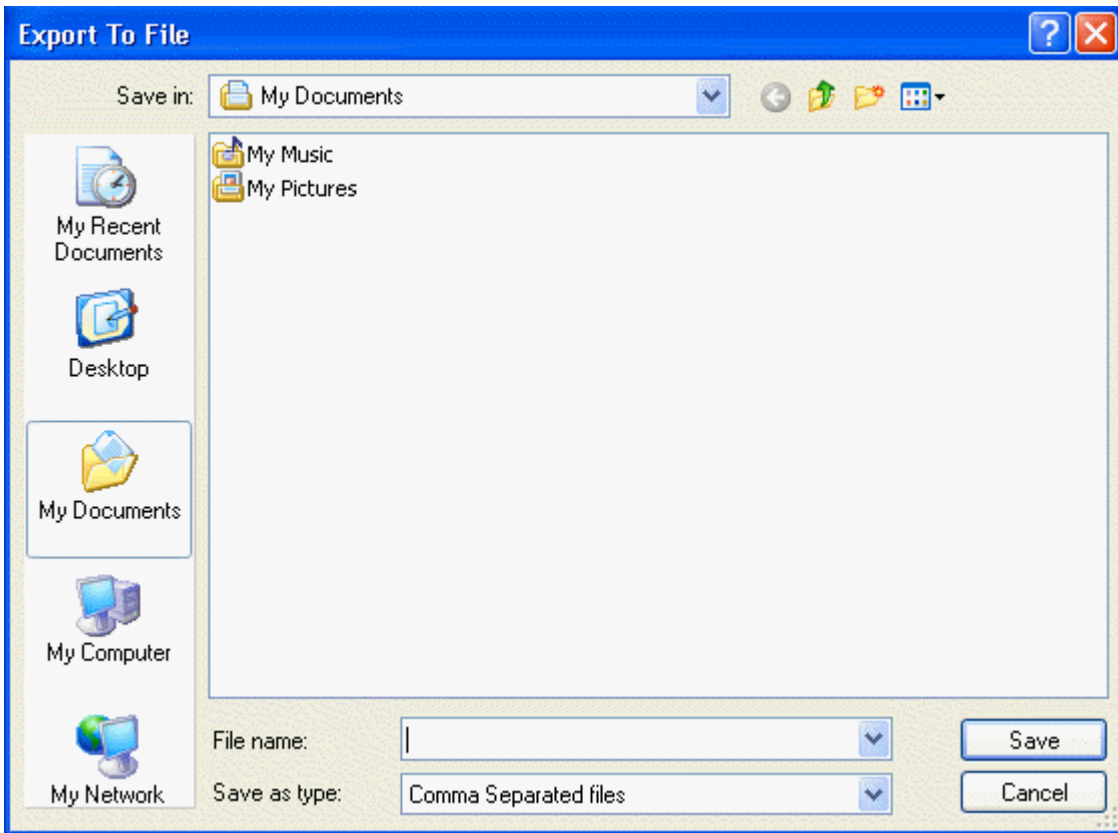 Export To File
Save in:
My Documents
My Recent
Documents
Desktop
My Documents
My Computer
My Network
My Music
My Pictures
File name:
Save
Save as type:
Comma Separated files
Cancel